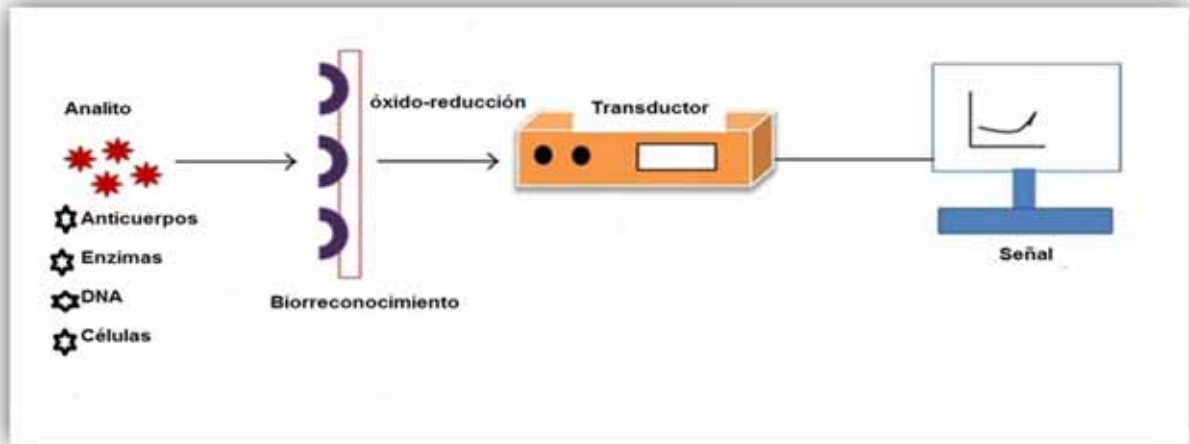 Analito
Anticuerpos
Enzimas
DNA
Células
Biorreconocimiento
óxido-reducción
Transductor
Señal